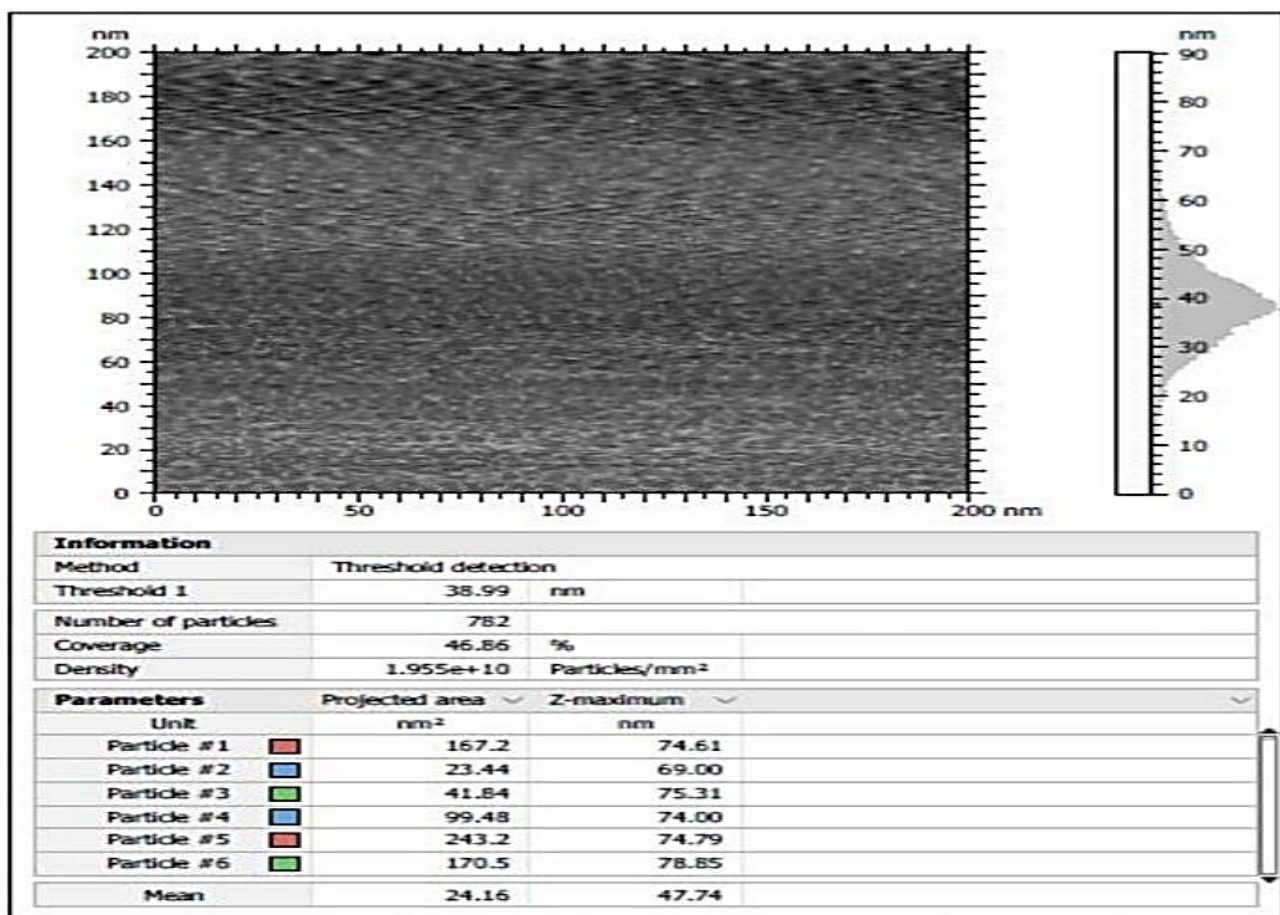 nm nm
200 90
180 80
160 70
140 60
120 50
100 40
80 30
60 20
40 10
20 0
0
0 50 100 150 200 nm
Information
Method Threshold detection
Threshold 1 38.99 nm
Number of particles 782
Coverage 46.86 %
Density 1.955e+10 Particles/mm²
Parameters Projected area Z-maximum
Unit nm² nm
Particle #1 167.2 74.61
Particle #2 23.44 69.00
Particle #3 41.84 75.31
Particle #4 99.48 74.00
Particle #5 243.2 74.79
Particle #6 170.5 78.85
Mean 24.16 47.74